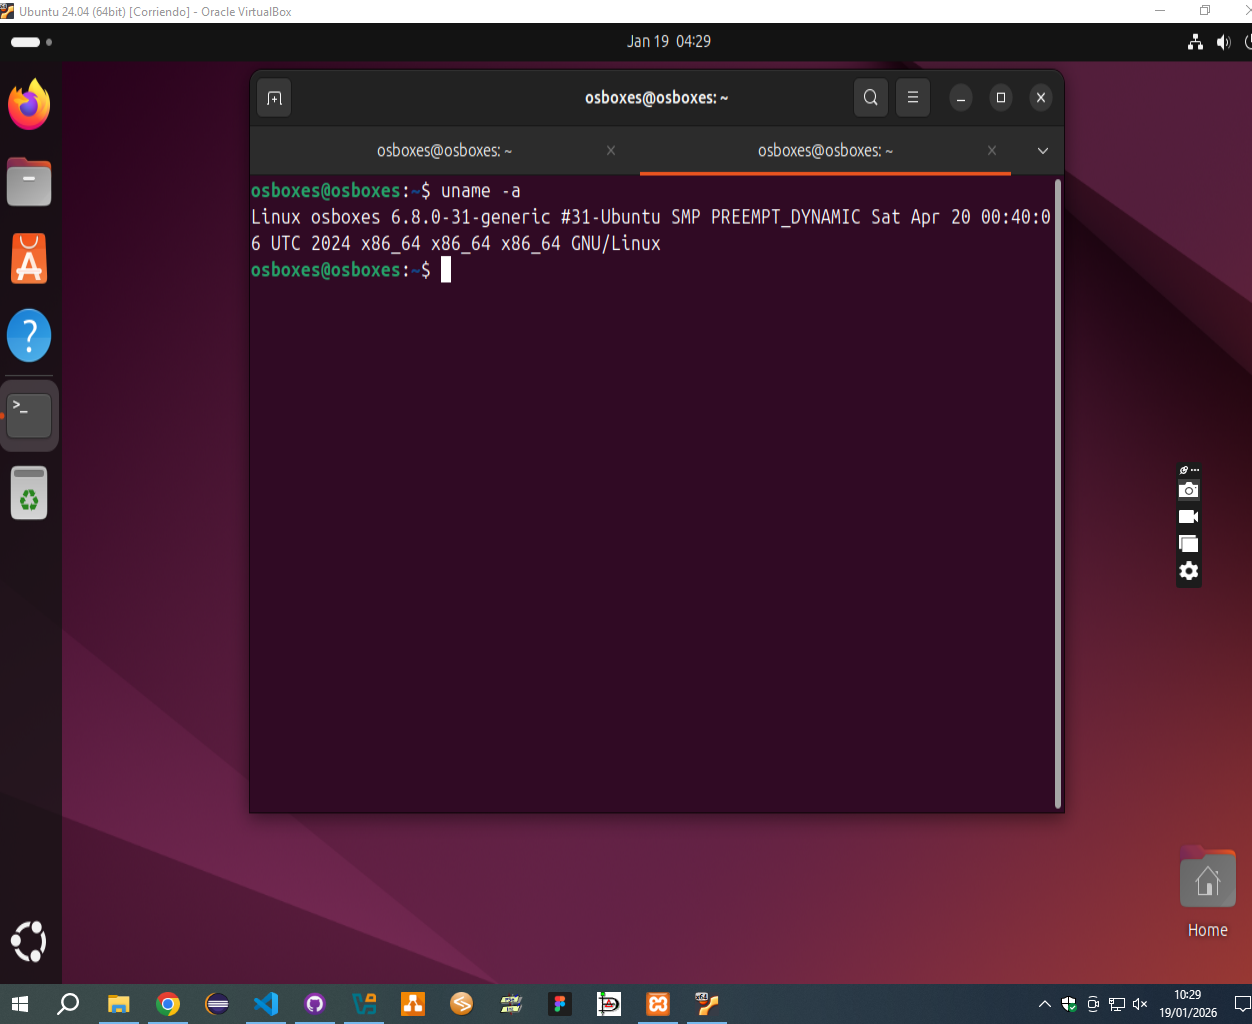 Ubuntu 24.04 (64bit) [Corriendo] - Oracle VirtualBox
Jan 19 04:29
osboxes@osboxes: ~
osboxes@osboxes: ~
osboxes@osboxes: ~
osboxes@osboxes:~$ uname -a
Linux osboxes 6.8.0-31-generic #31-Ubuntu SMP PREEMPT_DYNAMIC Sat Apr 20 00:40:0
6 UTC 2024 x86_64 x86_64 x86_64 GNU/Linux
osboxes@osboxes:~$
Home
10:29
19/01/2026